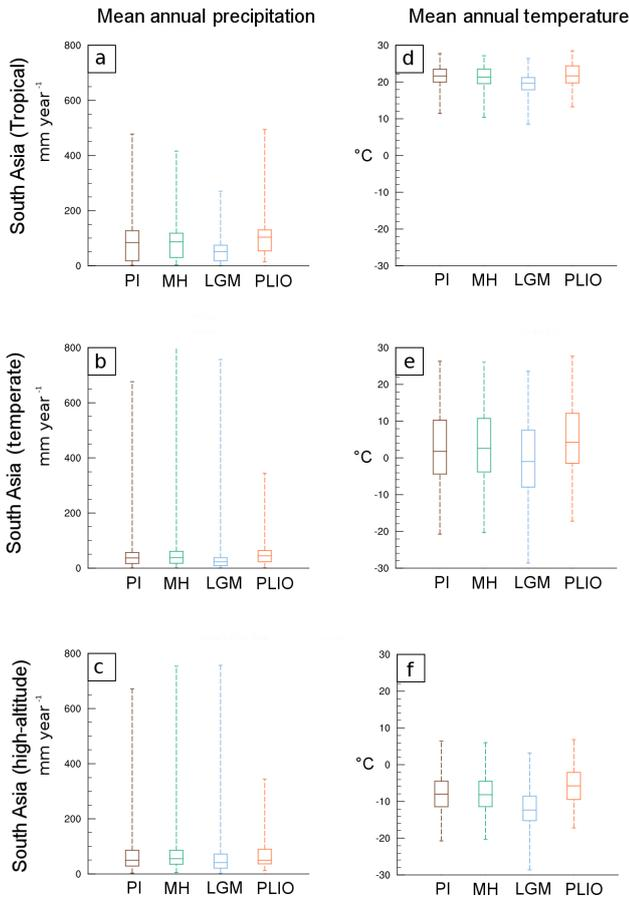 Mean annual precipitation
Mean annual temperature
South Asia (Tropical)
mm year⁻¹
a
800
600
400
200
0
PI MH LGM PLIO
d
°C
30
20
10
0
-10
-20
-30
PI MH LGM PLIO
South Asia (temperate)
mm year⁻¹
b
800
600
400
200
0
PI MH LGM PLIO
e
°C
30
20
10
0
-10
-20
-30
PI MH LGM PLIO
South Asia (high-altitude)
mm year⁻¹
c
800
600
400
200
0
PI MH LGM PLIO
f
°C
30
20
10
0
-10
-20
-30
PI MH LGM PLIO